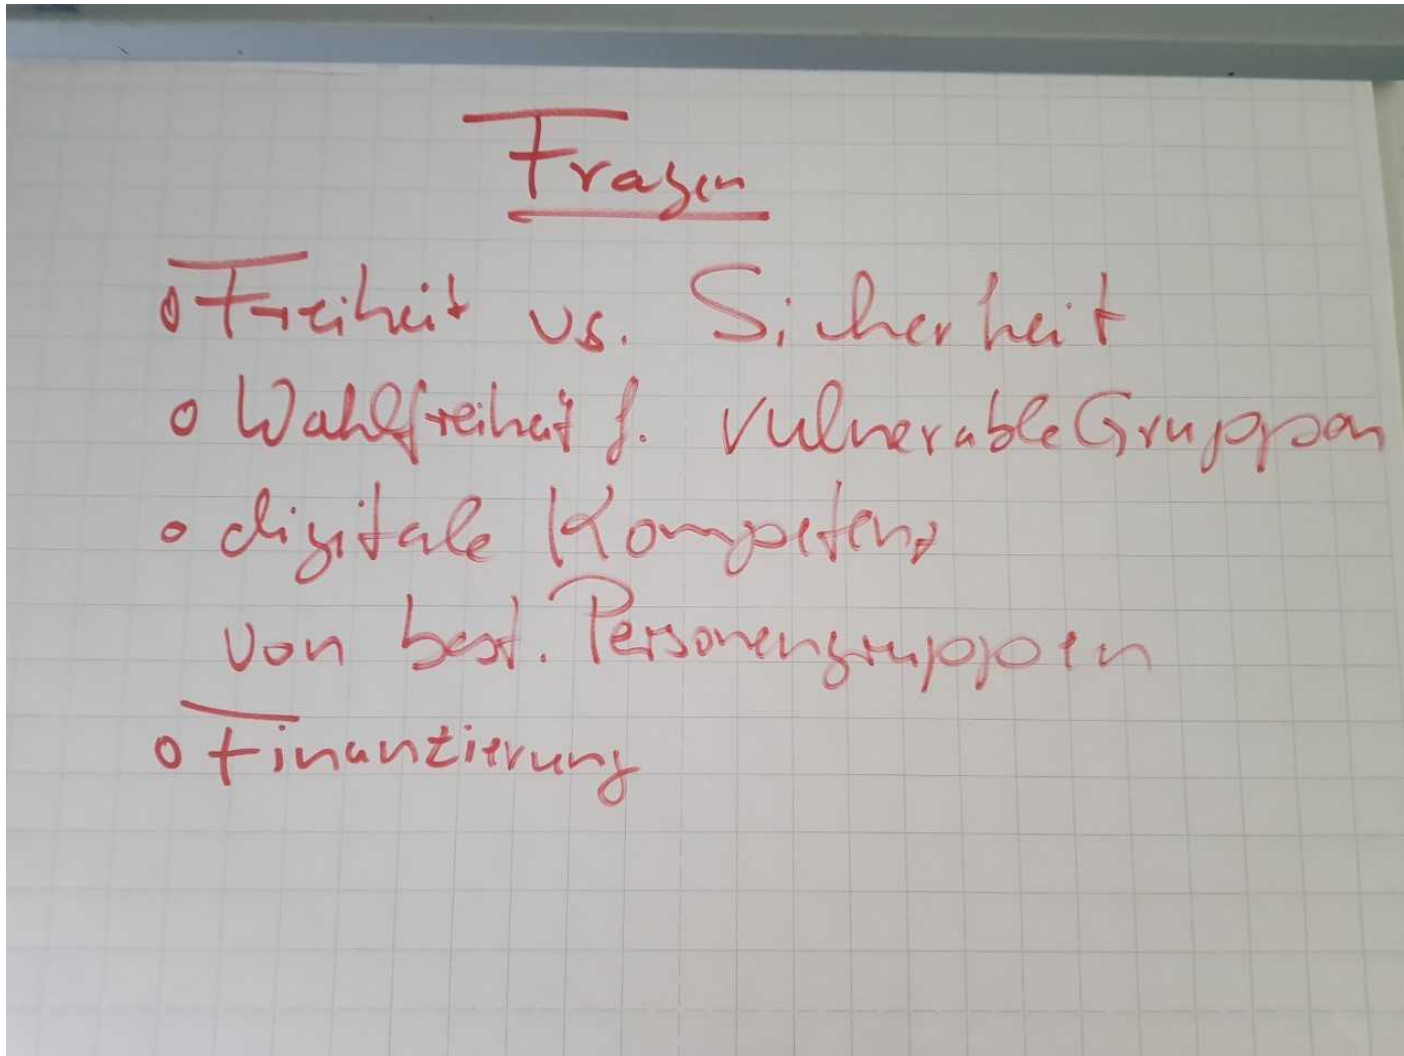 Fragen
o Freiheit vs. Sicherheit
o Wahlfreiheit f. vulnerable Gruppen
o digitale Kompetenz
von best. Personengruppen
o Finanzierung